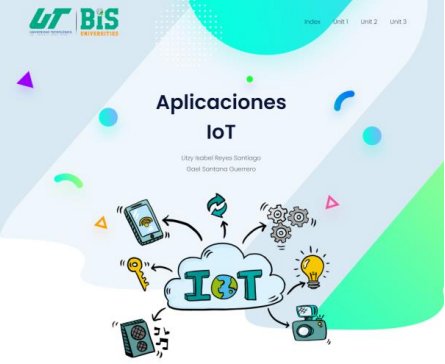 UT BIS
UNIVERSITIES
Index Unit 1 Unit 2 Unit 3
Aplicaciones
IoT
Litzy Isabel Reyes Santiago
Gael Santana Guerrero
IoT